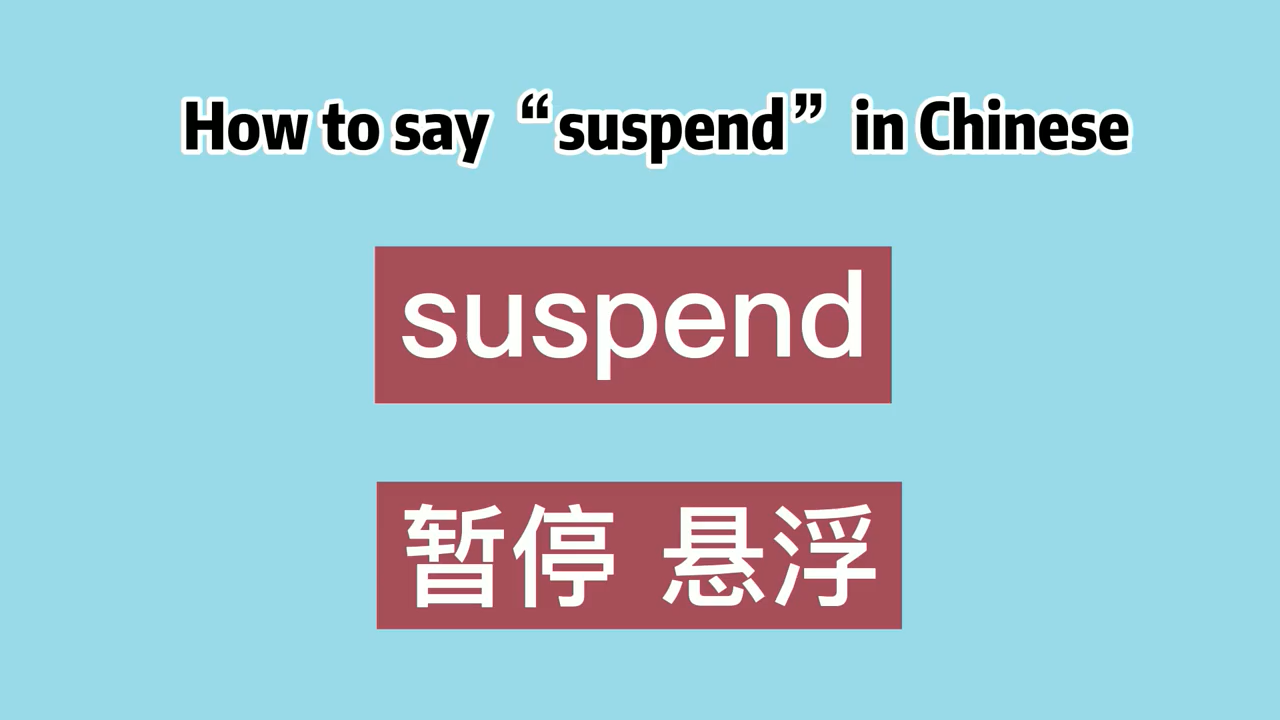 How to say “suspend” in Chinese
suspend
暂停 悬浮